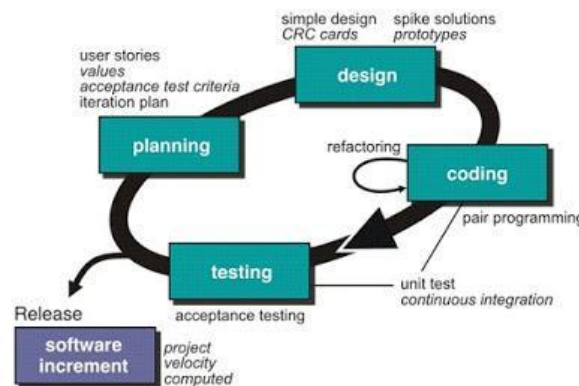 simple design
CRC cards
spike solutions
prototypes
design
user stories
values
acceptance test criteria
iteration plan
planning
refactoring
coding
pair programming
testing
acceptance testing
unit test
continuous integration
Release
software
increment
project
velocity
computed